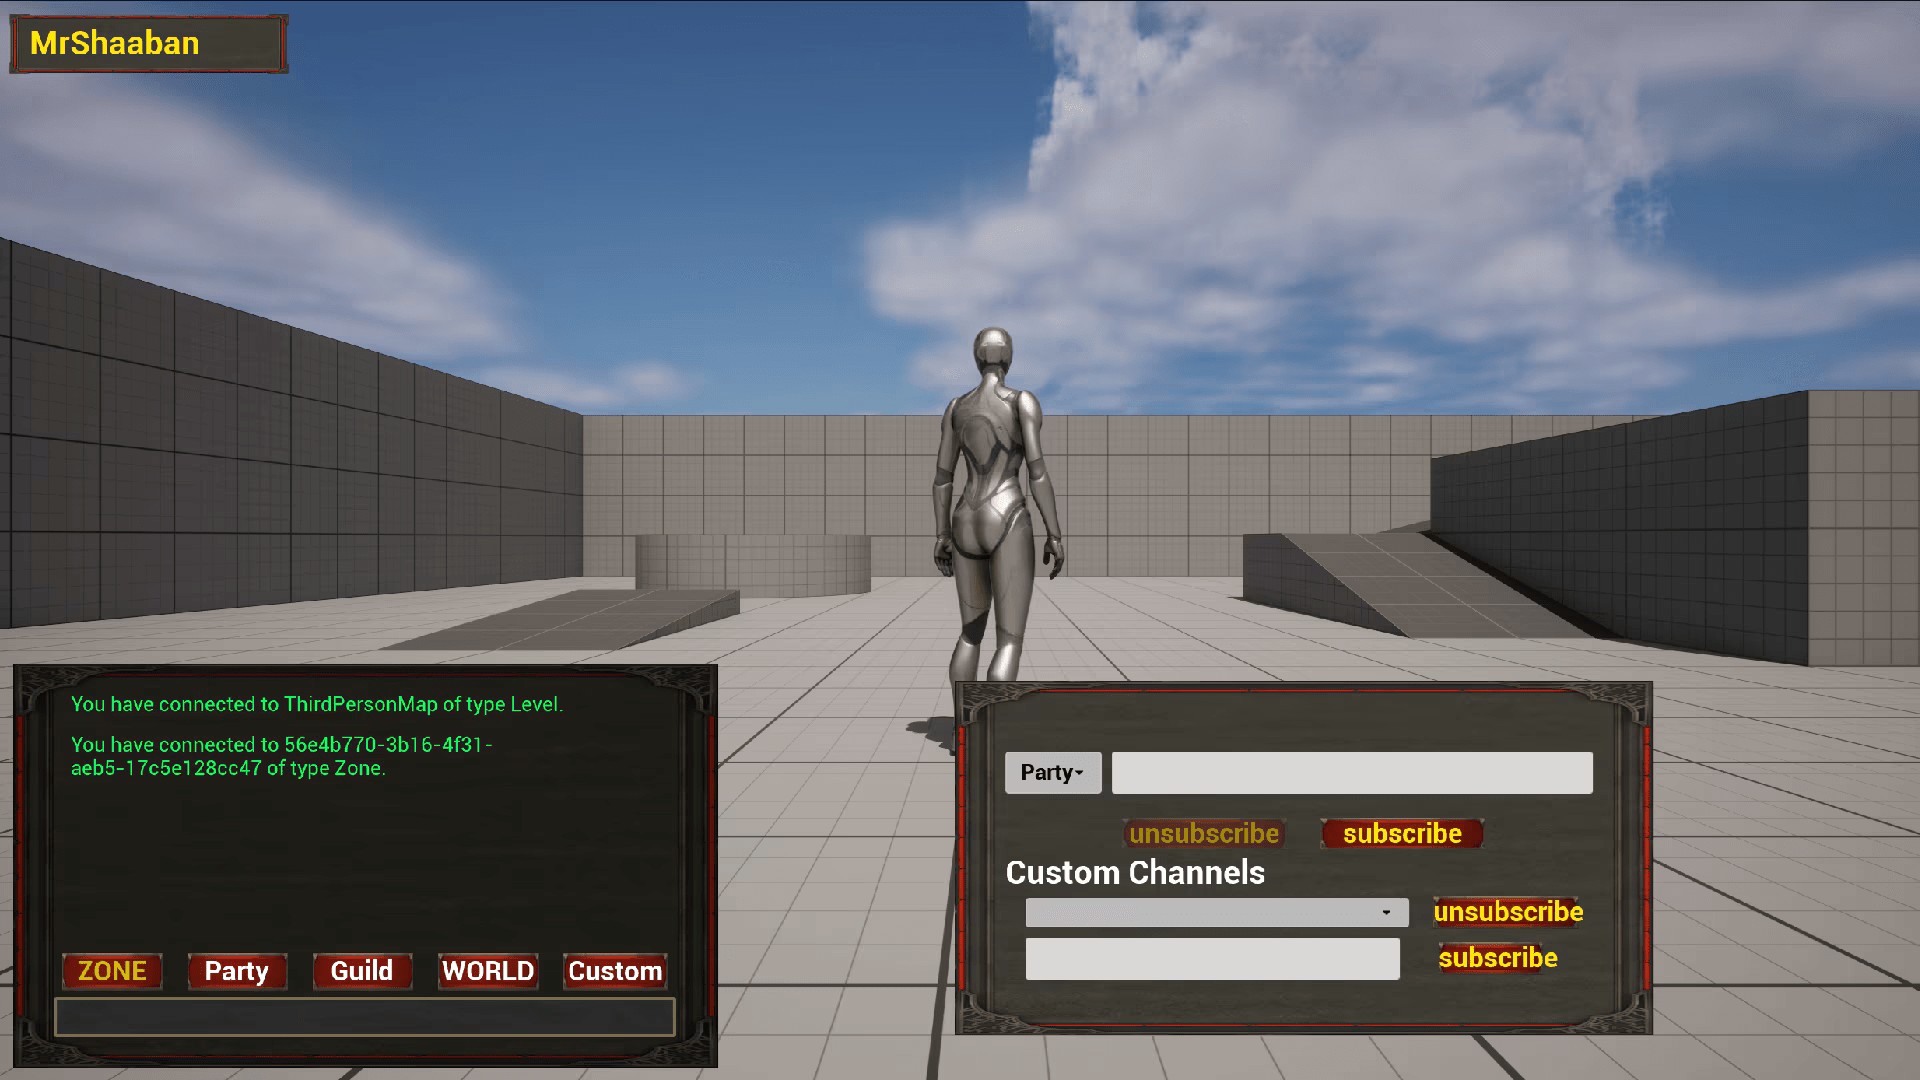 MrShaaban
You have connected to ThirdPersonMap of type Level.
You have connected to 56e4b770-3b16-4f31-
aeb5-17c5e128cc47 of type Zone.
ZONE Party Guild WORLD Custom
Party
unsubscribe subscribe
Custom Channels
unsubscribe
subscribe